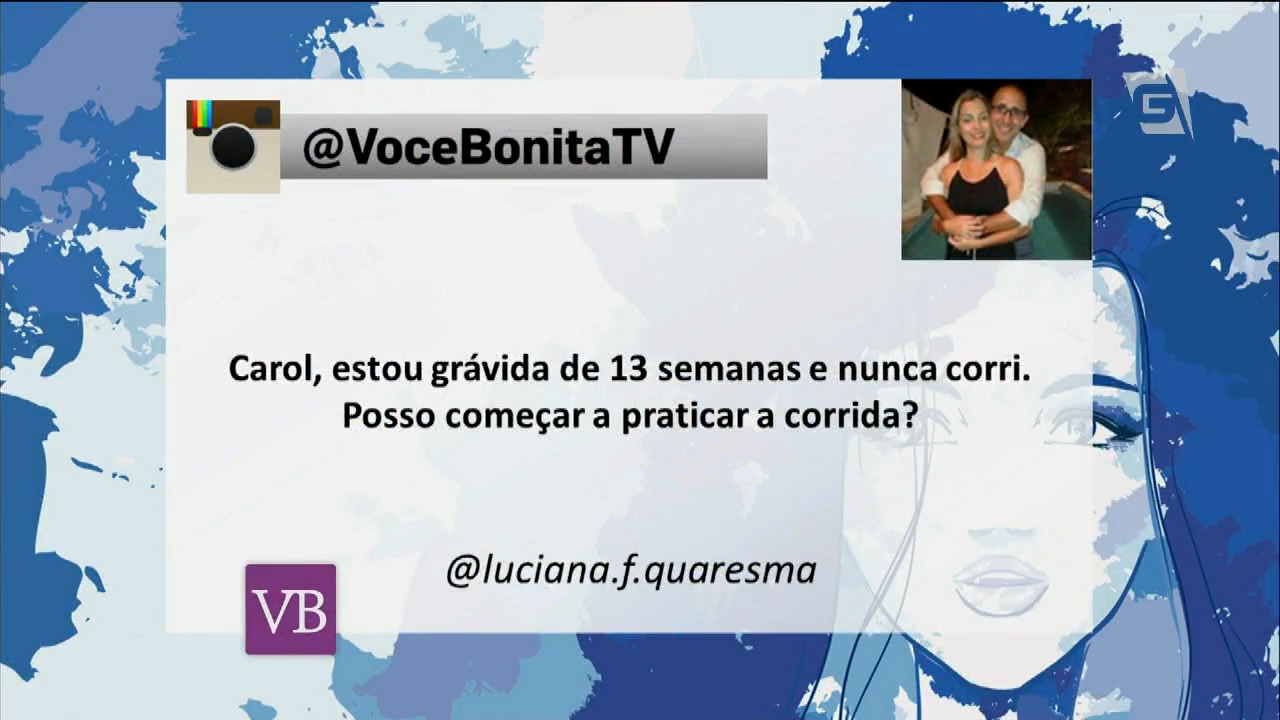 @VoceBonitaTV
G
Carol, estou grávida de 13 semanas e nunca corri.
Posso começar a praticar a corrida?
@luciana.f.quaresma
VB